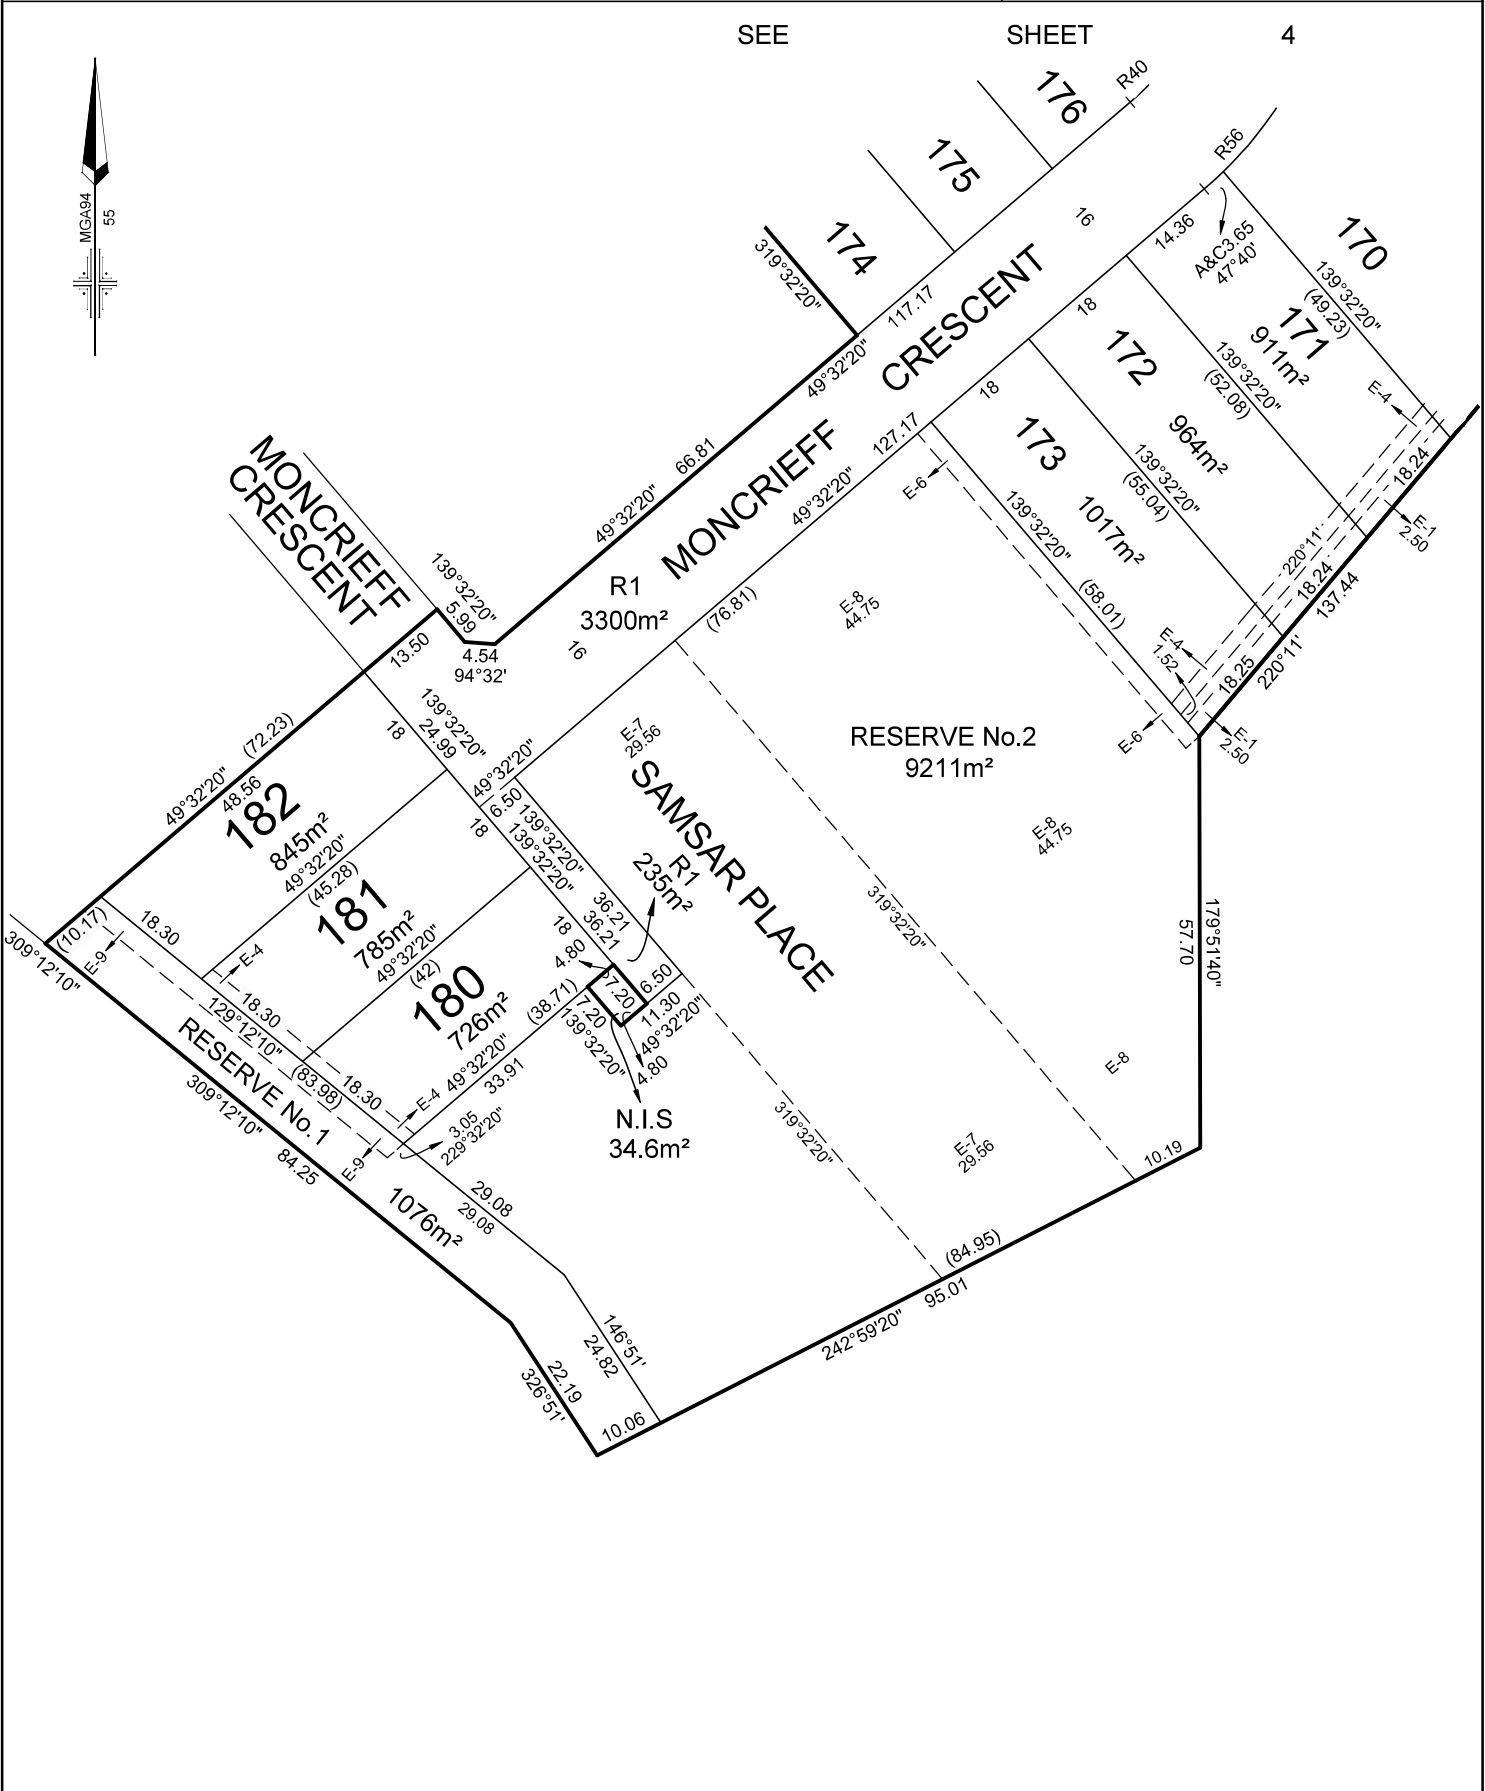 SEE SHEET 4
MGA94
55
176
R40
175
R56
174
319°32'20"
16
14.36
A&C3.65
47°40'
170
139°32'20"
(49.23)
171
911m²
117.17
49°32'20"
CRESCENT
18
172
139°32'20"
(52.08)
E-4
964m²
18
173
139°32'20"
(55.04)
1017m²
18.24
E-1
2.50
127.17
49°32'20"
E-6
139°32'20"
(58.01)
220°11'
18.24
137.44
E-4
1.52
18.25
220°11'
E-1
2.50
E-6
66.81
49°32'20"
MONCRIEFF
MONCRIEFF
CRESCENT
139°32'20"
5.99
13.50
4.54
94°32'
R1
3300m²
16
(76.81)
E-8
44.75
RESERVE No.2
9211m²
E-7
29.56
SAMSAR PLACE
E-8
44.75
319°32'20"
179°51'40"
57.70
(72.23)
49°32'20"
48.56
18
139°32'20"
24.99
182
845m²
49°32'20"
(45.28)
49°32'20"
6.50
139°32'20"
139°32'20"
18
36.21
36.21
R1
235m²
181
785m²
49°32'20"
(42)
18
4.80
7.20
6.50
11.30
49°32'20"
4.80
7.20
139°32'20"
180
726m²
(38.71)
49°32'20"
33.91
N.I.S
34.6m²
(10.17)
309°12'10"
E-9
18.30
E-4
18.30
129°12'10"
(83.98)
18.30
E-4
RESERVE No. 1
1076m²
309°12'10"
84.25
E-9
3.05
229°32'20"
29.08
29.08
319°32'20"
E-7
29.56
E-8
10.19
(84.95)
95.01
242°59'20"
146°51'
24.82
22.19
326°51'
10.06